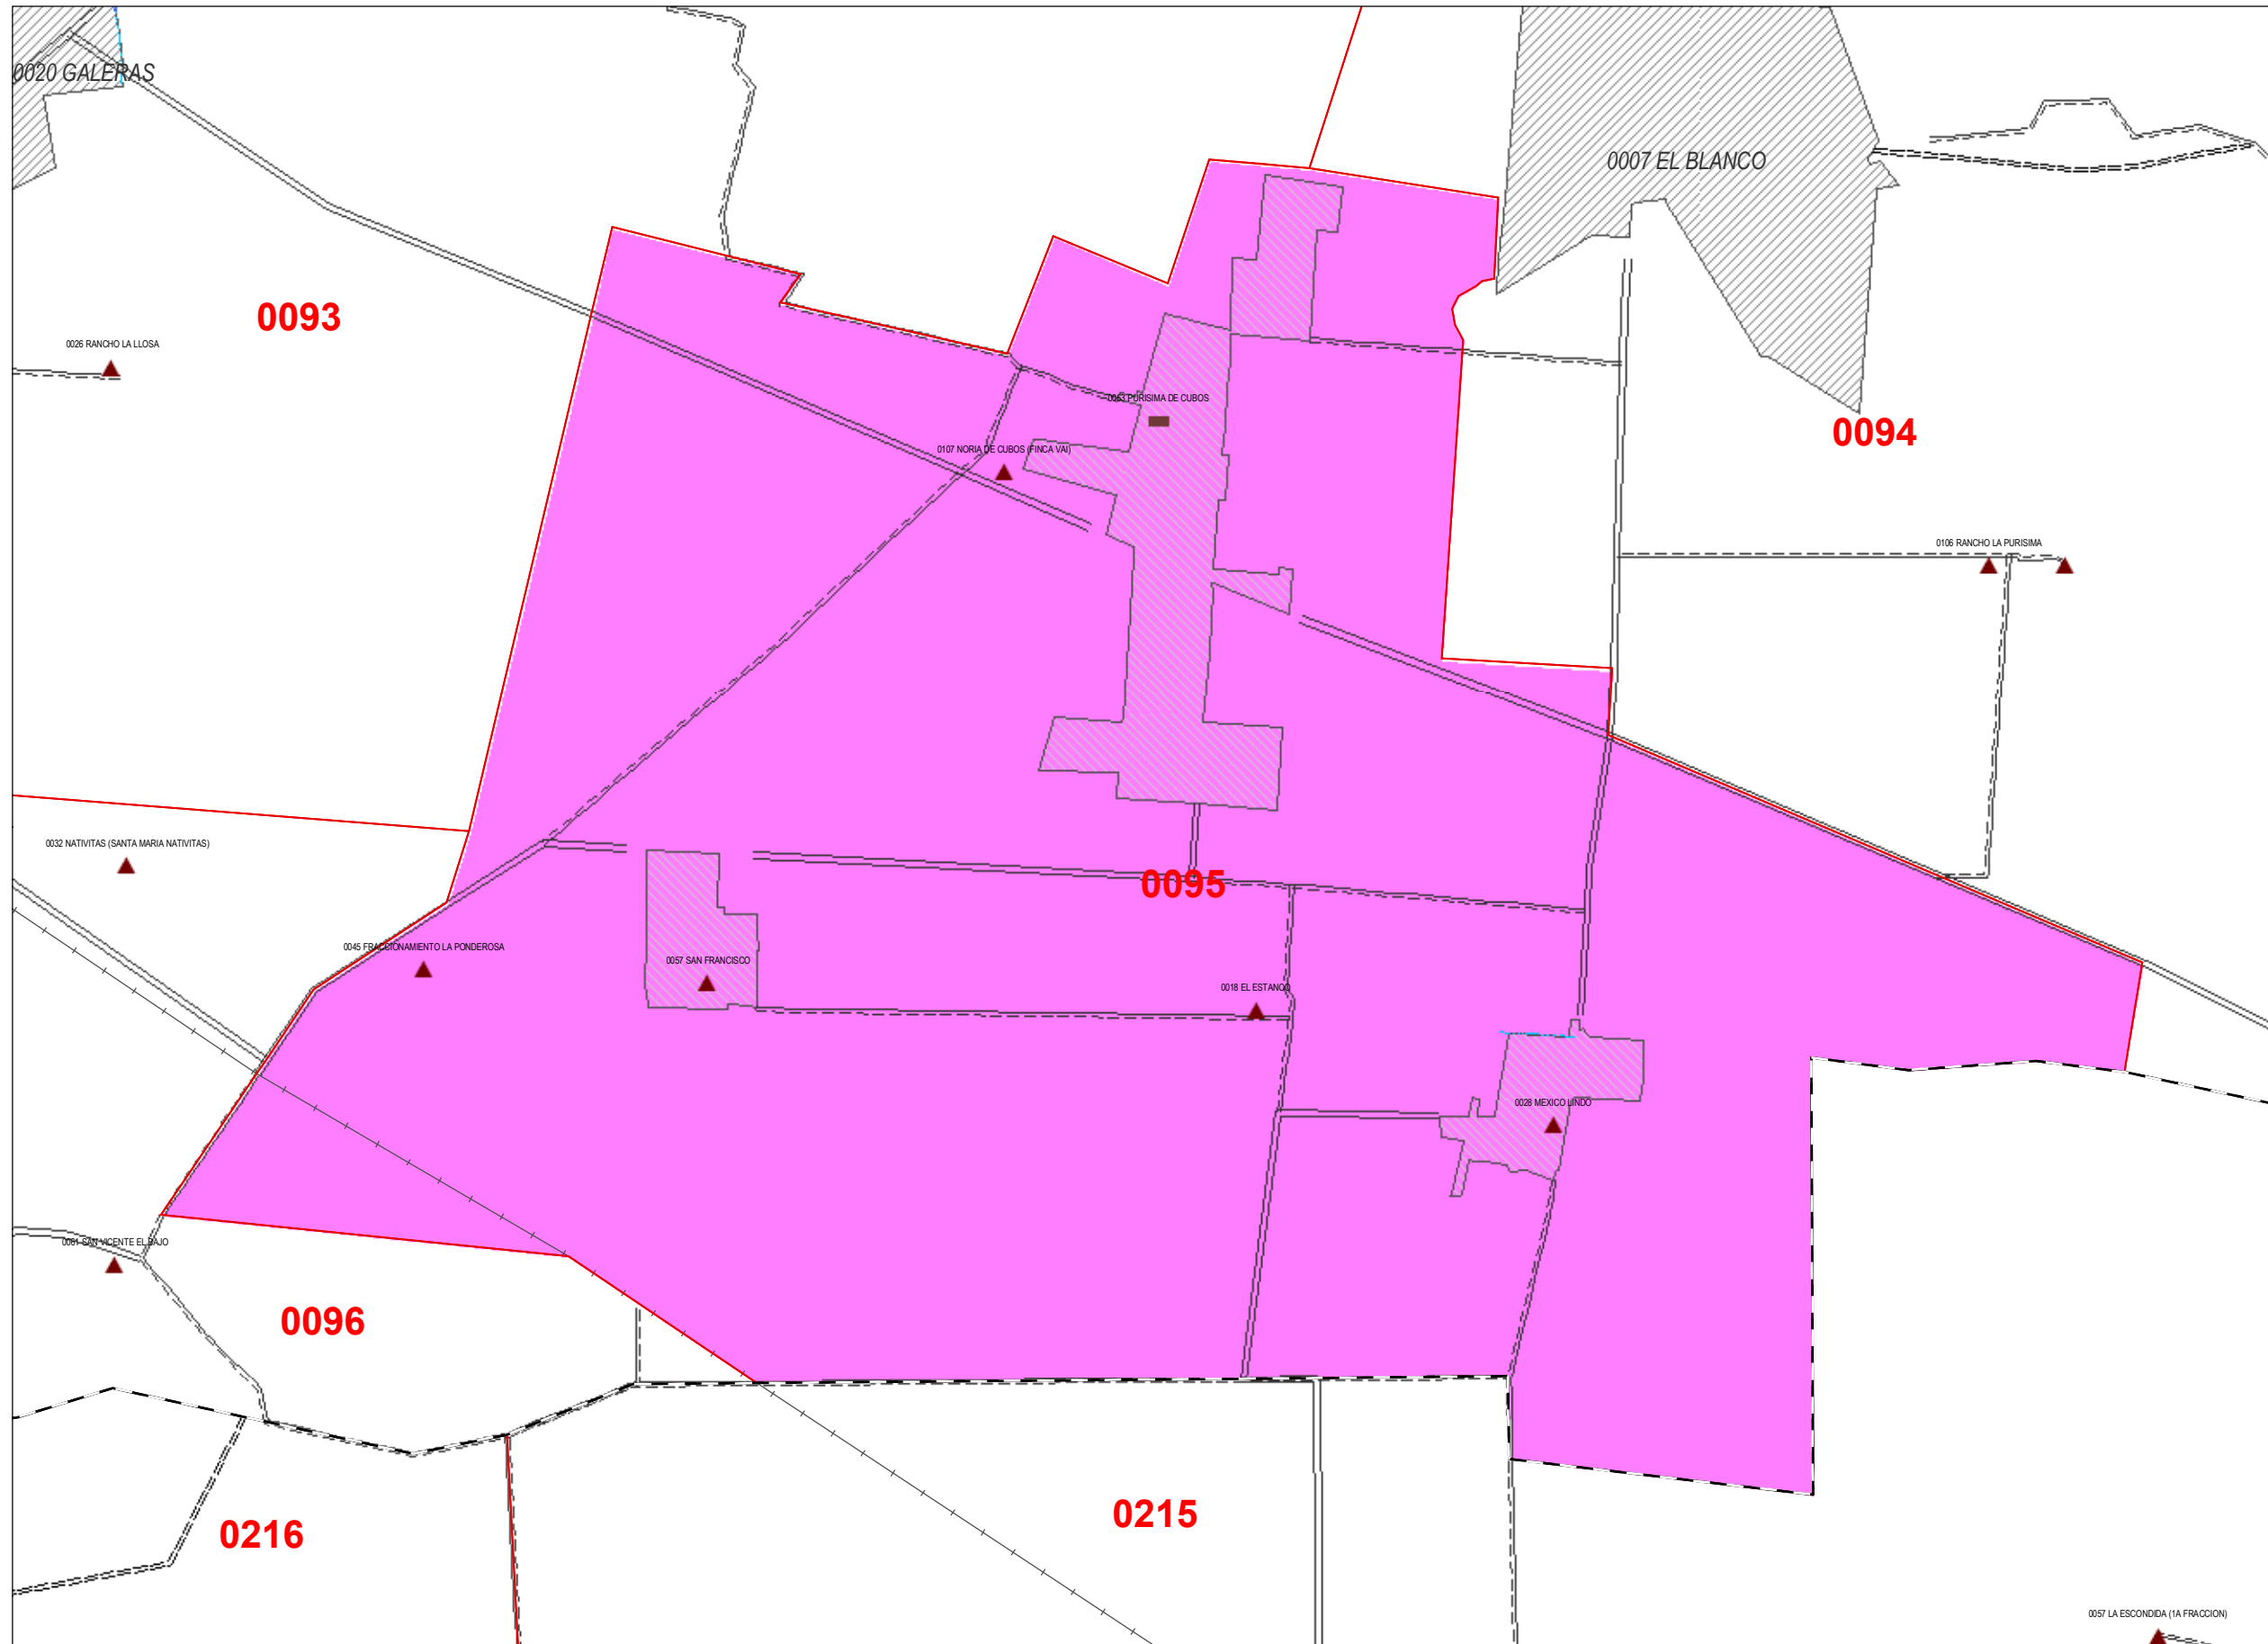 0020 GALERAS
0007 EL BLANCO
0093
0026 RANCHO LA LLOSA
0053 PURISIMA DE CUBOS
0094
0107 NORIA DE CUBOS (FINCA VAI)
0106 RANCHO LA PURISIMA
0032 NATIVITAS (SANTA MARIA NATIVITAS)
0095
0045 FRACCIONAMIENTO LA PONDEROSA
0057 SAN FRANCISCO
0018 EL ESTANCO
0028 MEXICO LINDO
0061 SAN VICENTE EL BAJO
0096
0215
0216
0057 LA ESCONDIDA (1A FRACCION)